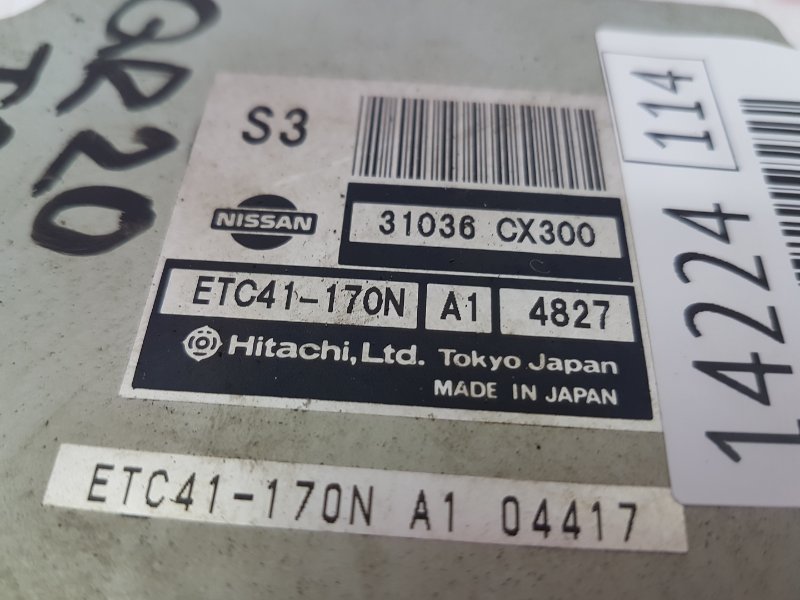 GR20
S3
NISSAN
31036 CX300
ETC41-170N A1 4827
Hitachi, Ltd. Tokyo Japan
MADE IN JAPAN
ETC41-170N A1 04417
114
14224